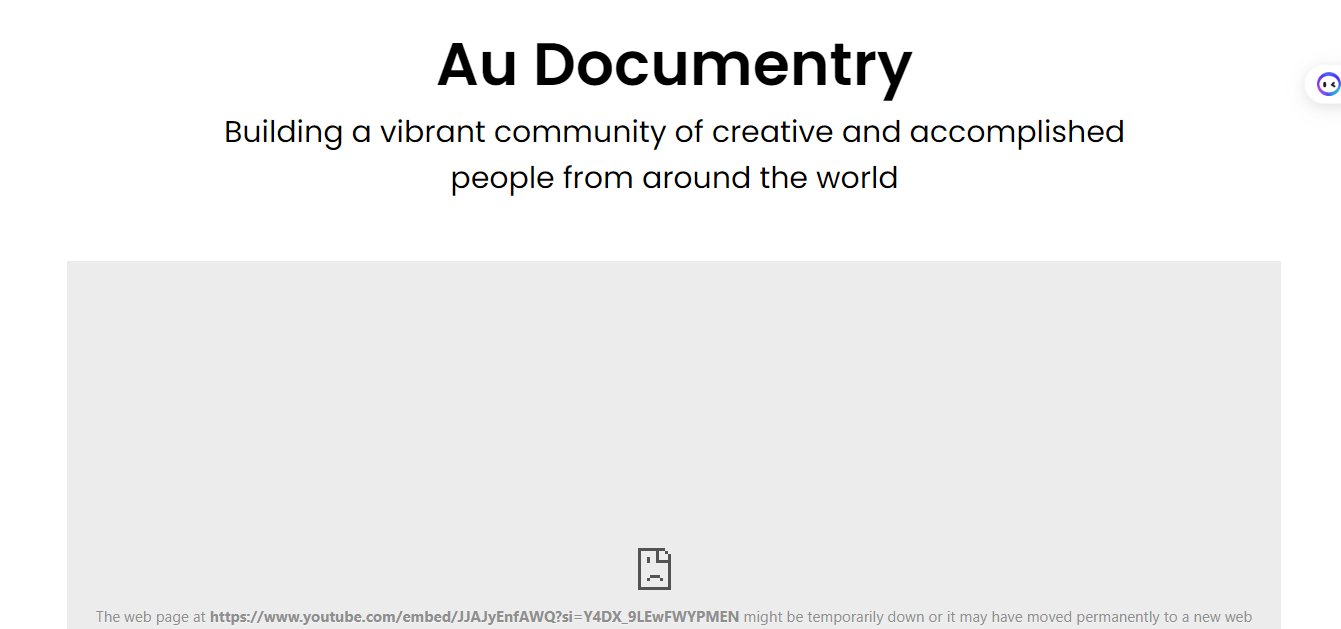 Au Documentry
Building a vibrant community of creative and accomplished
people from around the world
The web page at https://www.youtube.com/embed/JJAJyEnfAWQ?si=Y4DX_9LEwFWYPMEN might be temporarily down or it may have moved permanently to a new web